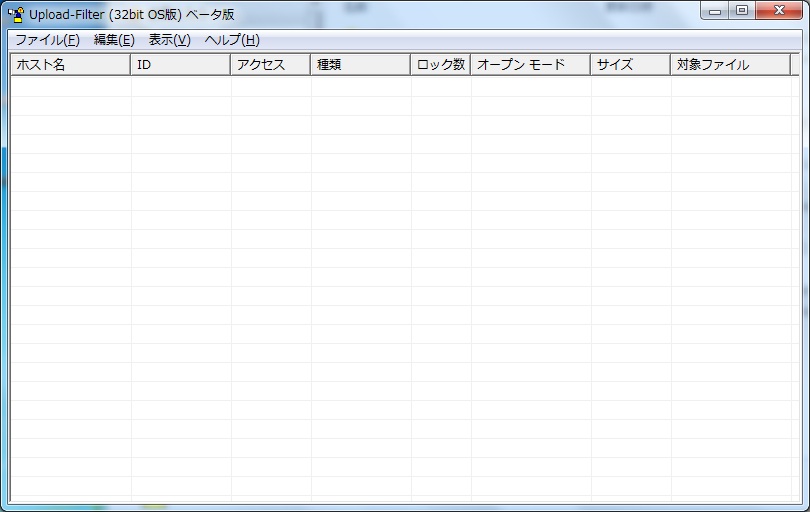 Upload-Filter (32bit OS版) ベータ版
ファイル(F) 編集(E) 表示(V) ヘルプ(H)
ホスト名 ID アクセス 種類 ロック数 オープン モード サイズ 対象ファイル